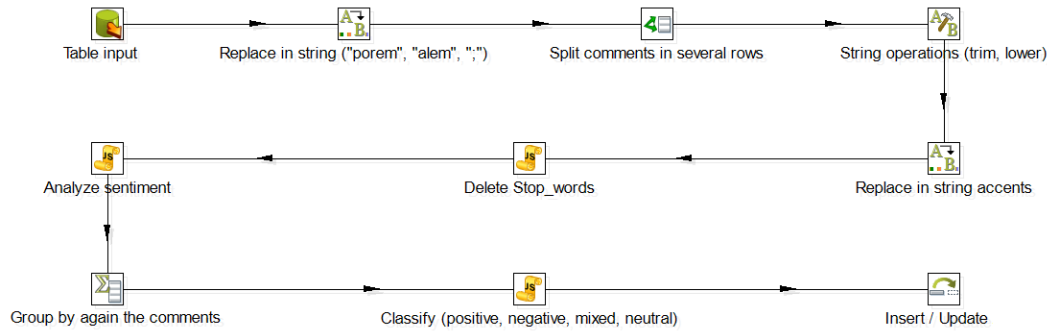 Table input
Replace in string ("porem", "alem", ";")
Split comments in several rows
String operations (trim, lower)
Analyze sentiment
Delete Stop_words
Replace in string accents
Group by again the comments
Classify (positive, negative, mixed, neutral)
Insert / Update